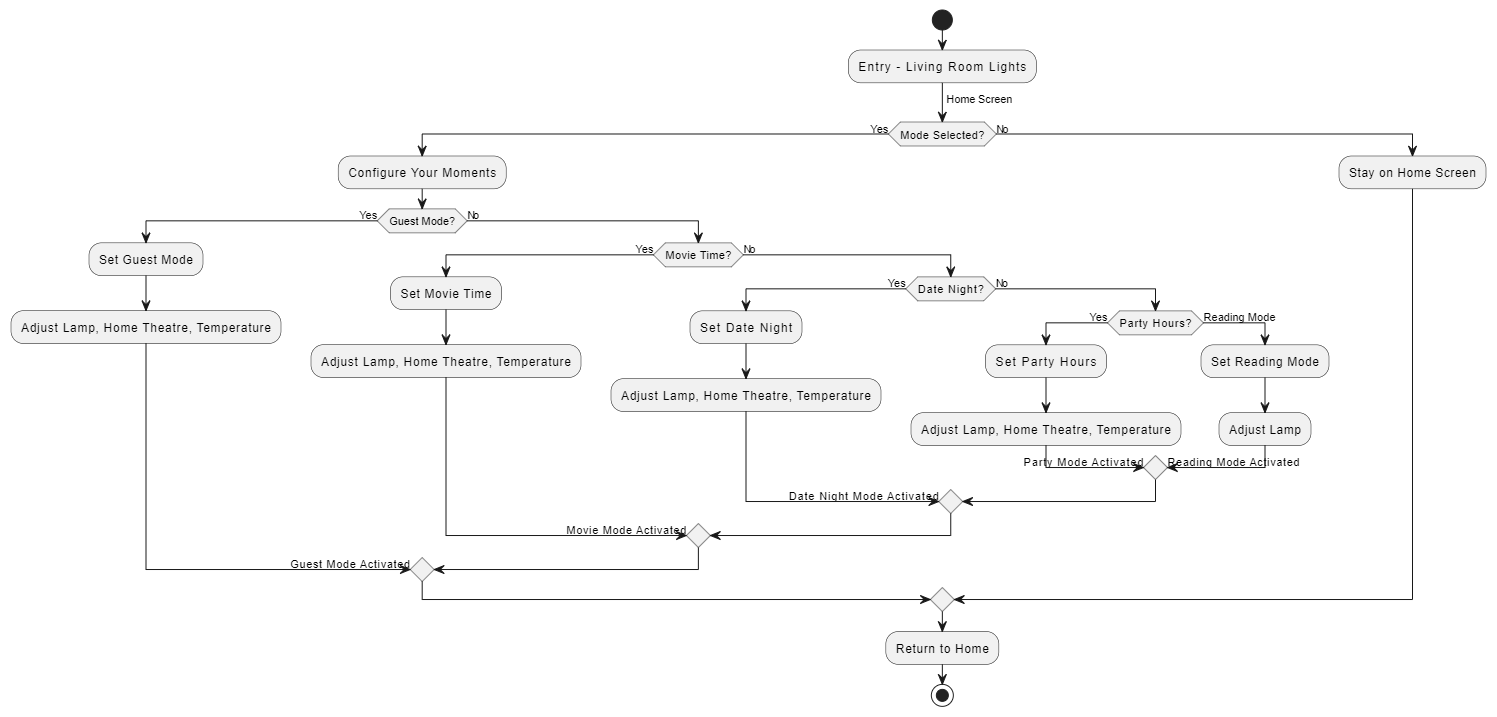 Entry - Living Room Lights
Home Screen
Yes
Mode Selected?
No
Configure Your Moments
Stay on Home Screen
Yes
Guest Mode?
No
Set Guest Mode
Yes
Movie Time?
No
Adjust Lamp, Home Theatre, Temperature
Set Movie Time
Yes
Date Night?
No
Adjust Lamp, Home Theatre, Temperature
Set Date Night
Yes
Party Hours?
Reading Mode
Adjust Lamp, Home Theatre, Temperature
Set Party Hours
Set Reading Mode
Adjust Lamp, Home Theatre, Temperature
Adjust Lamp
Party Mode Activated
Reading Mode Activated
Date Night Mode Activated
Movie Mode Activated
Guest Mode Activated
Return to Home